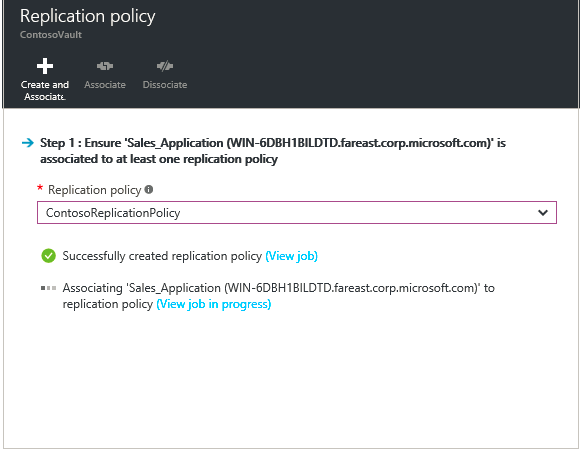 Replication policy
ContosoVault
Create and
Associate
Associate
Dissociate
Step 1 : Ensure 'Sales_Application (WIN-6DBH1BILDTD.fareast.corp.microsoft.com)' is
associated to at least one replication policy
* Replication policy
ContosoReplicationPolicy
Successfully created replication policy (View job)
Associating 'Sales_Application (WIN-6DBH1BILDTD.fareast.corp.microsoft.com)' to
replication policy (View job in progress)